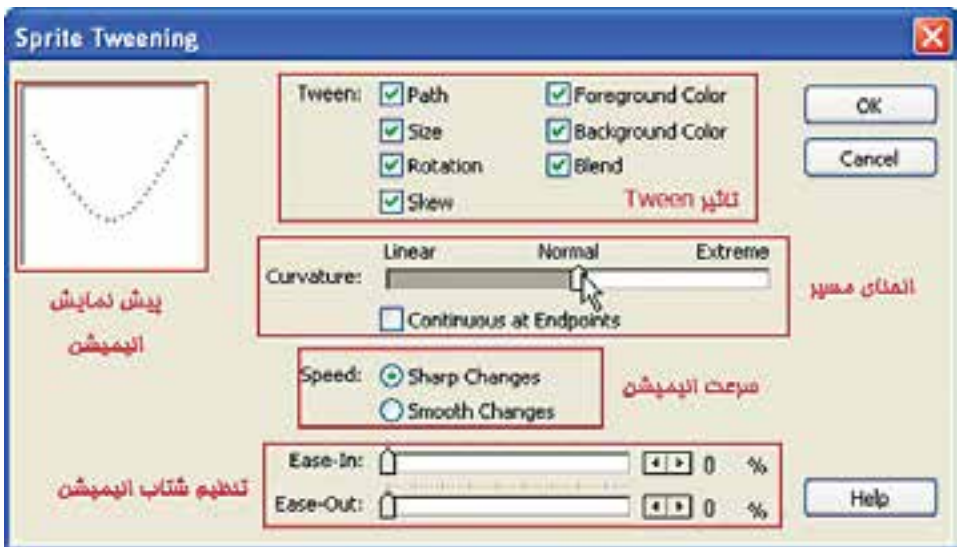 Sprite Tweening
Tween:
Path
Foreground Color
Size
Background Color
Rotation
Blend
Skew
تاثیر Tween
OK
Cancel
پیش نمایش
انیمیشن
Linear Normal Extreme
Curvature:
Continuous at Endpoints
انحنای مسیر
Speed:
Sharp Changes
Smooth Changes
سرعت انیمیشن
Ease-In: 0 %
Ease-Out: 0 %
تنظیم شتاب انیمیشن
Help